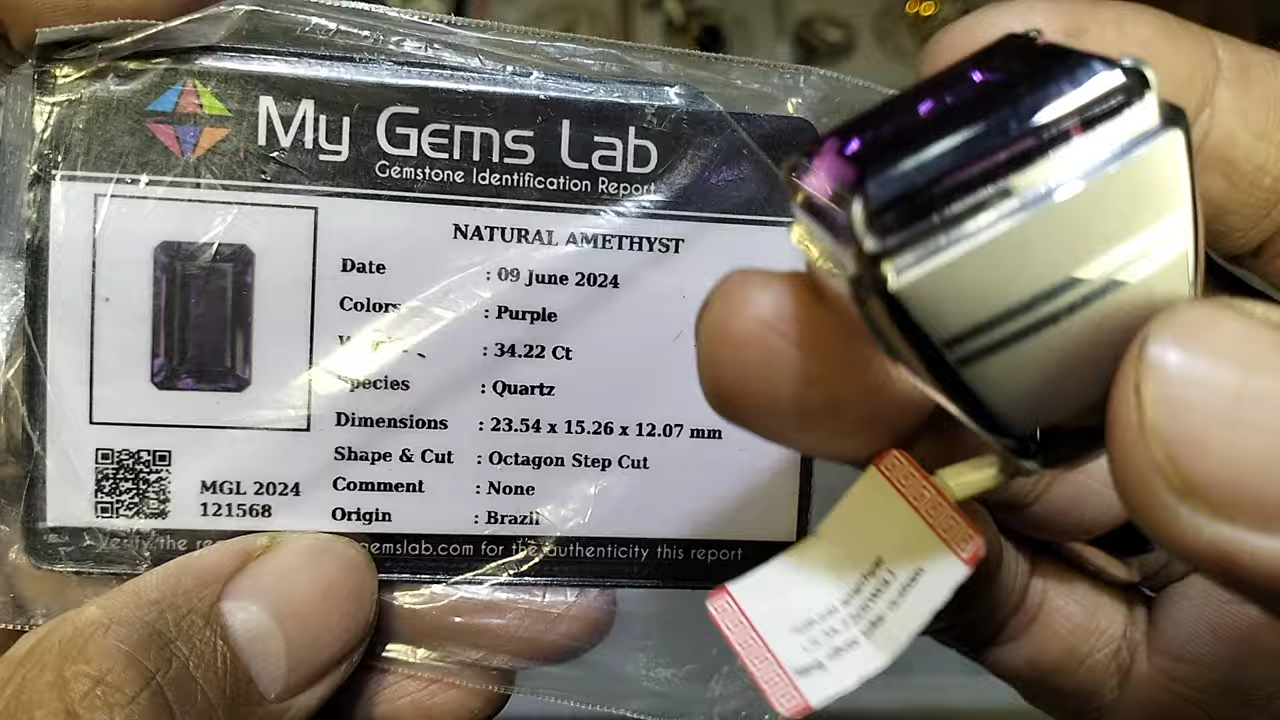 My Gems Lab
Gemstone Identification Report
NATURAL AMETHYST
Date : 09 June 2024
Colors : Purple
: 34.22 Ct
Species : Quartz
Dimensions : 23.54 x 15.26 x 12.07 mm
Shape & Cut : Octagon Step Cut
Comment : None
Origin : Brazil
MGL 2024
121568
Verify the gemslab.com for the authenticity this report